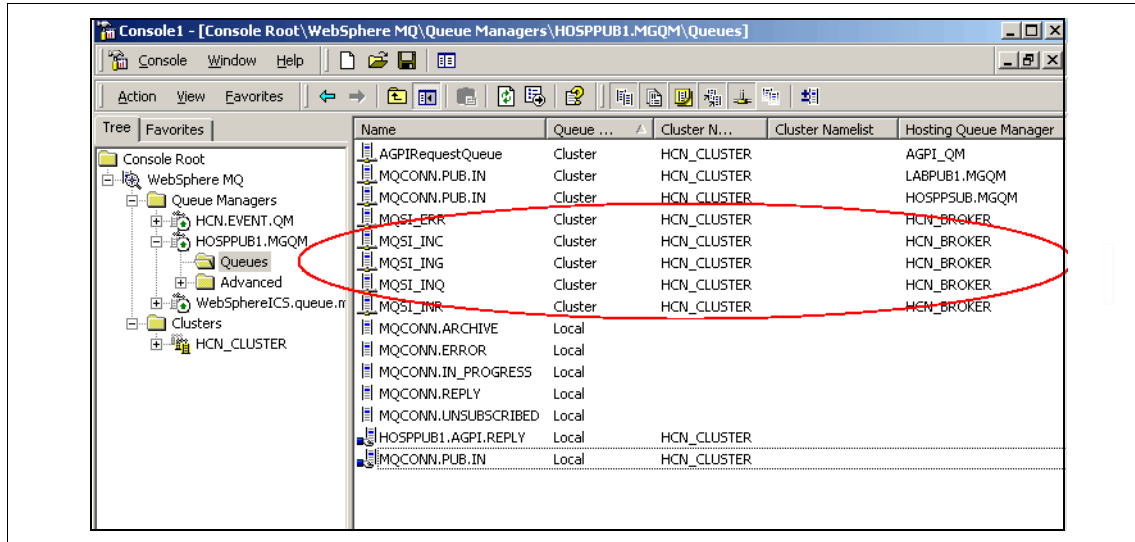 Console1 - [Console Root\WebSphere MQ\Queue Managers\HOSPPUB1.MGQM\Queues]
Console Window Help
Action View Favorites
Tree Favorites
Console Root
WebSphere MQ
Queue Managers
HCN.EVENT.QM
HOSPPUB1.MGQM
Queues
Advanced
WebSphereICS.queue.m
Clusters
HCN_CLUSTER
Name Queue ... Cluster N... Cluster Namelist Hosting Queue Manager
AGPIRequestQueue Cluster HCN_CLUSTER AGPI_QM
MQCONN.PUB.IN Cluster HCN_CLUSTER LABPUB1.MGQM
MQCONN.PUB.IN Cluster HCN_CLUSTER HOSPPSUB.MGQM
MQSI_ERR Cluster HCN_CLUSTER HCN_BROKER
MQSI_INC Cluster HCN_CLUSTER HCN_BROKER
MQSI_ING Cluster HCN_CLUSTER HCN_BROKER
MQSI_INQ Cluster HCN_CLUSTER HCN_BROKER
MQSI_INR Cluster HCN_CLUSTER HCN_BROKER
MQCONN.ARCHIVE Local
MQCONN.ERROR Local
MQCONN.IN_PROGRESS Local
MQCONN.REPLY Local
MQCONN.UNSUBSCRIBED Local
HOSPPUB1.AGPI.REPLY Local HCN_CLUSTER
MQCONN.PUB.IN Local HCN_CLUSTER